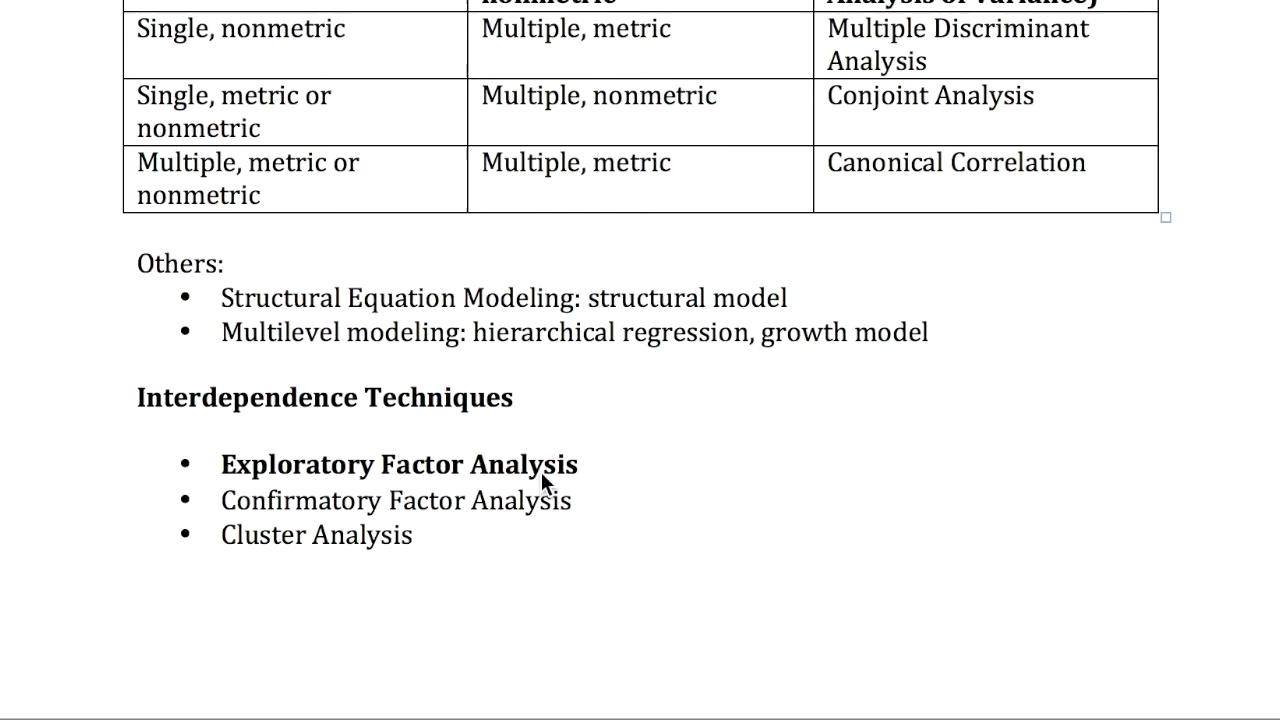 Single, nonmetric Multiple, metric Multiple Discriminant
Analysis
Single, metric or Multiple, nonmetric Conjoint Analysis
nonmetric
Multiple, metric or Multiple, metric Canonical Correlation
nonmetric
Others:
• Structural Equation Modeling: structural model
• Multilevel modeling: hierarchical regression, growth model
Interdependence Techniques
• Exploratory Factor Analysis
• Confirmatory Factor Analysis
• Cluster Analysis